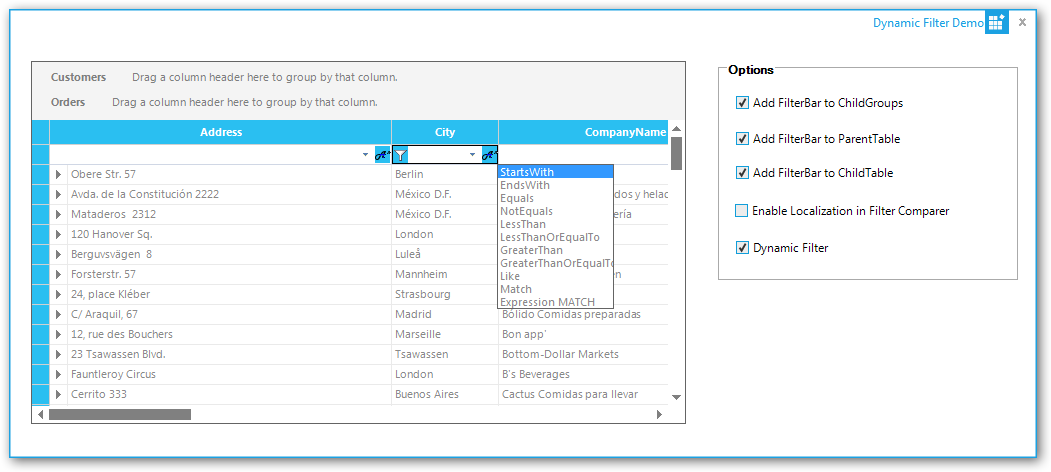 Dynamic Filter Demo
x
Customers Drag a column header here to group by that column.
Orders Drag a column header here to group by that column.
Address City CompanyName
StartsWith
EndsWith
Equals
NotEquals
LessThan
LessThanOrEqualTo
GreaterThan
GreaterThanOrEqualTo
Like
Match
Expression MATCH
Obere Str. 57 Berlin
Avda. de la Constitución 2222 México D.F. dos y helad
Mataderos 2312 México D.F. ería
120 Hanover Sq. London
Berguvsvägen 8 Luleå
Forsterstr. 57 Mannheim en
24, place Kléber Strasbourg
C/ Araquil, 67 Madrid Bólido Comidas preparadas
12, rue des Bouchers Marseille Bon app'
23 Tsawassen Blvd. Tsawassen Bottom-Dollar Markets
Fauntleroy Circus London B's Beverages
Cerrito 333 Buenos Aires Cactus Comidas para llevar
Options
Add FilterBar to ChildGroups
Add FilterBar to ParentTable
Add FilterBar to ChildTable
Enable Localization in Filter Comparer
Dynamic Filter